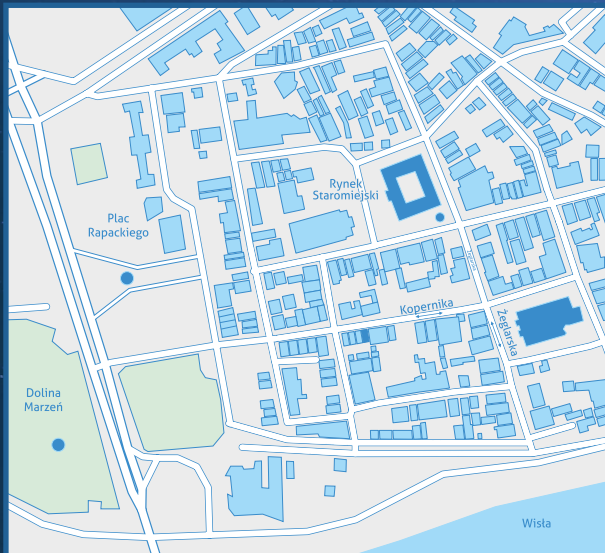 Rynek
Staromiejski
Plac
Rapackiego
Kopernika
Żeglarska
Dolina
Marzeń
Wisła